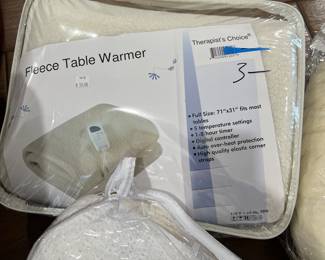 Therapist's Choice®
Fleece Table Warmer
3-
• Full Size: 71"x31" fits most
tables
• 5 temperature settings
• 1-8 hour timer
• Digital controller
• Auto over-heat protection
• High quality elastic corner
straps